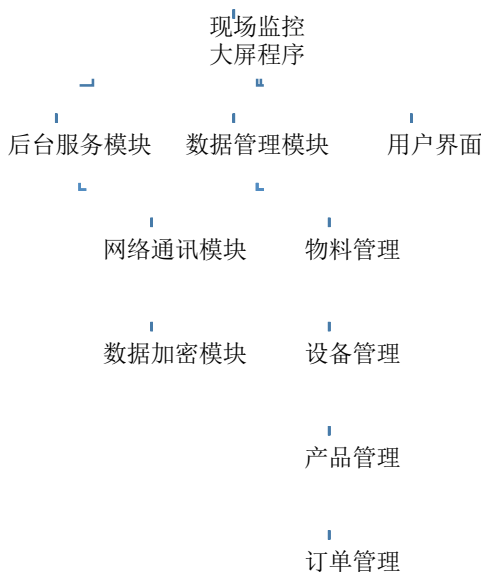 现场监控
大屏程序
后台服务模块 数据管理模块 用户界面
网络通讯模块 物料管理
数据加密模块 设备管理
产品管理
订单管理